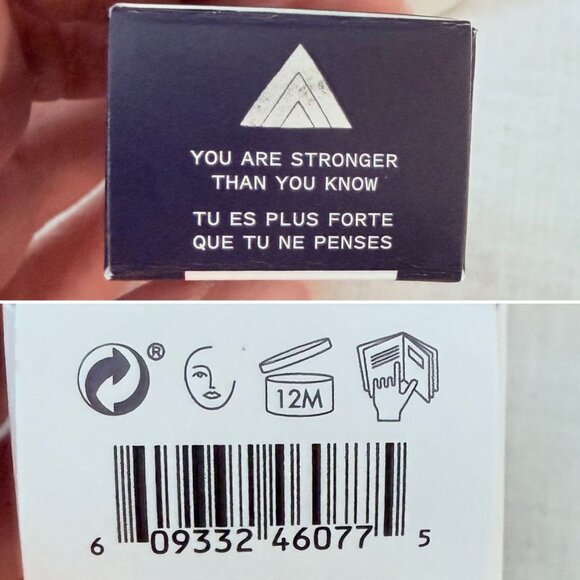 YOU ARE STRONGER
THAN YOU KNOW
TU ES PLUS FORTE
QUE TU NE PENSES
®
12M
6 09332 46077 5